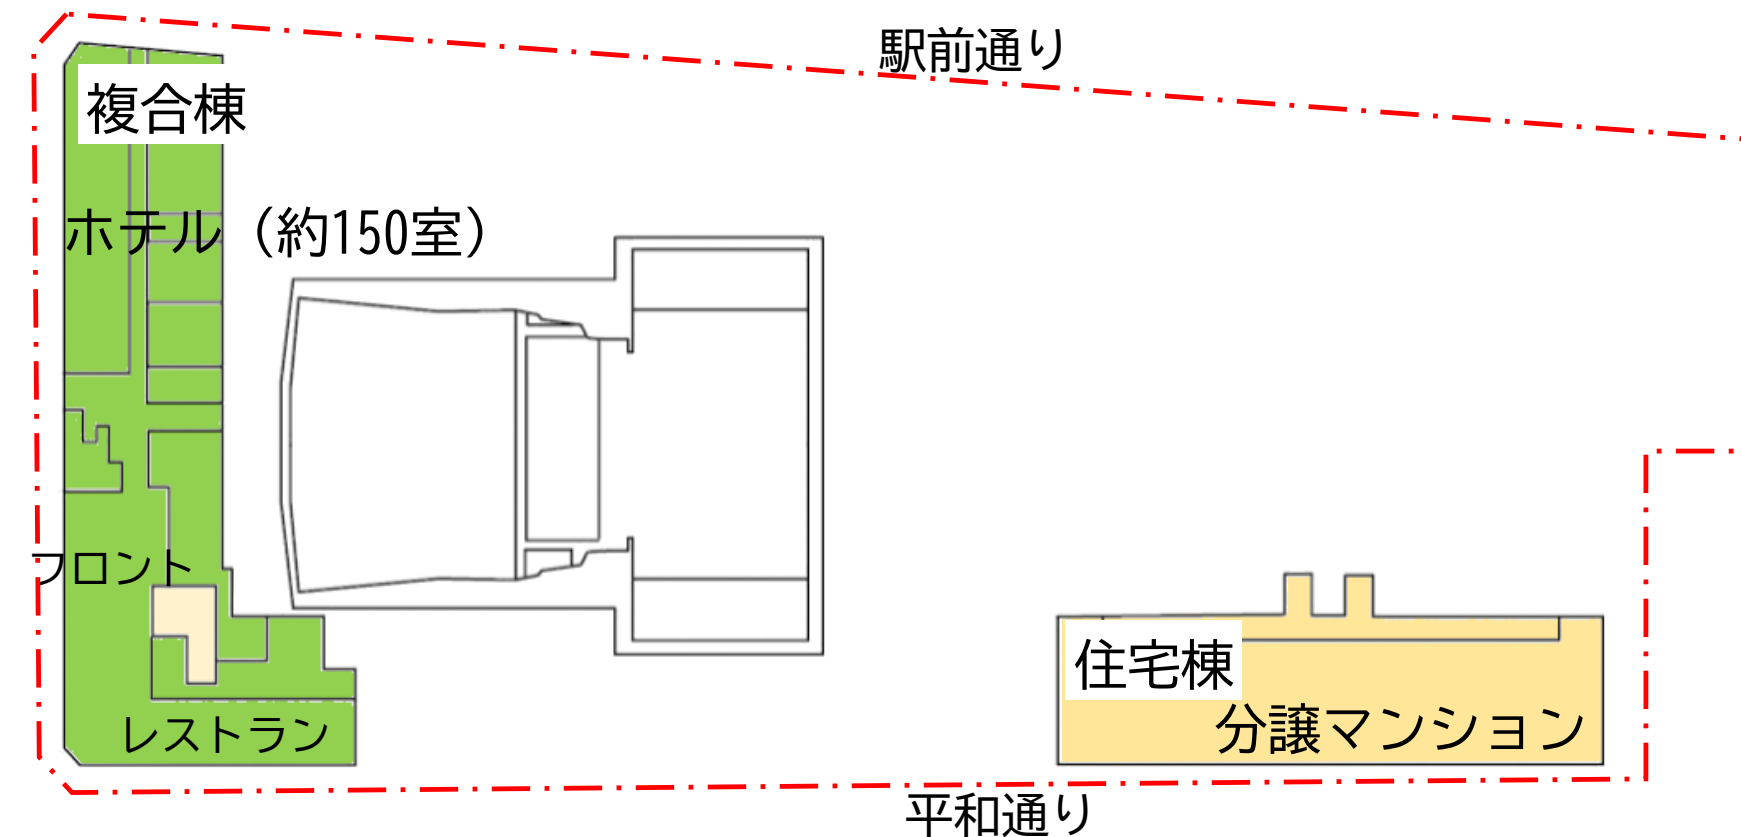 駅前通り
複合棟
ホテル（約150室）
フロント
住宅棟
レストラン
分譲マンション
平和通り